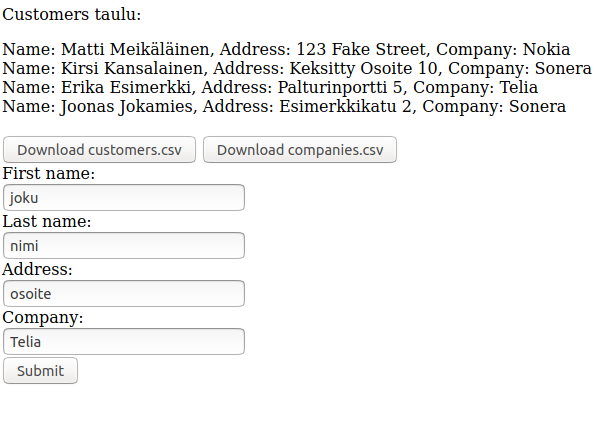 Customers taulu:
Name: Matti Meikäläinen, Address: 123 Fake Street, Company: Nokia
Name: Kirsi Kansalainen, Address: Keksitty Osoite 10, Company: Sonera
Name: Erika Esimerkki, Address: Palturinportti 5, Company: Telia
Name: Joonas Jokamies, Address: Esimerkkikatu 2, Company: Sonera
Download customers.csv Download companies.csv
First name:
joku
Last name:
nimi
Address:
osoite
Company:
Telia
Submit